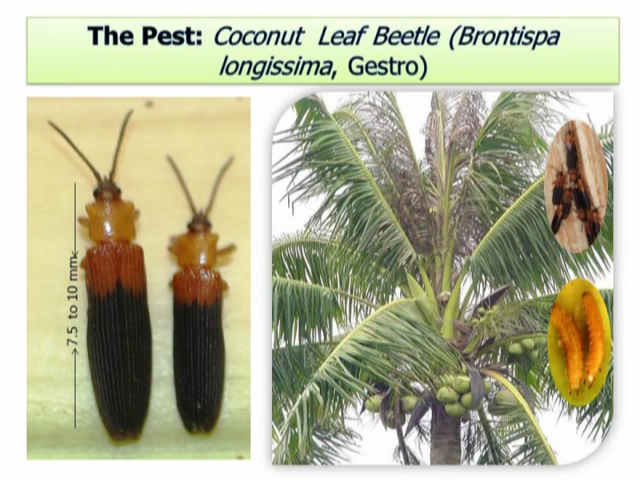 The Pest: Coconut Leaf Beetle (Brontispa
longissima, Gestro)
7.5 to 10 mm